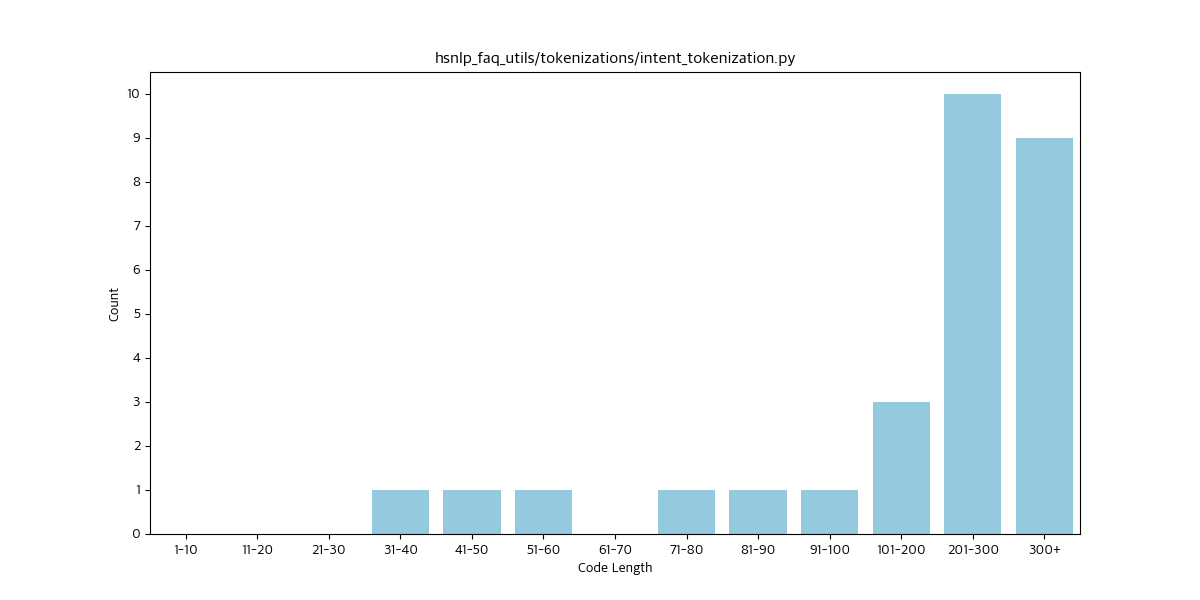 hsnlp_faq_utils/tokenizations/intent_tokenization.py
10
9
8
7
6
5
4
3
2
1
0
Count
1-10 11-20 21-30 31-40 41-50 51-60 61-70 71-80 81-90 91-100 101-200 201-300 300+
Code Length